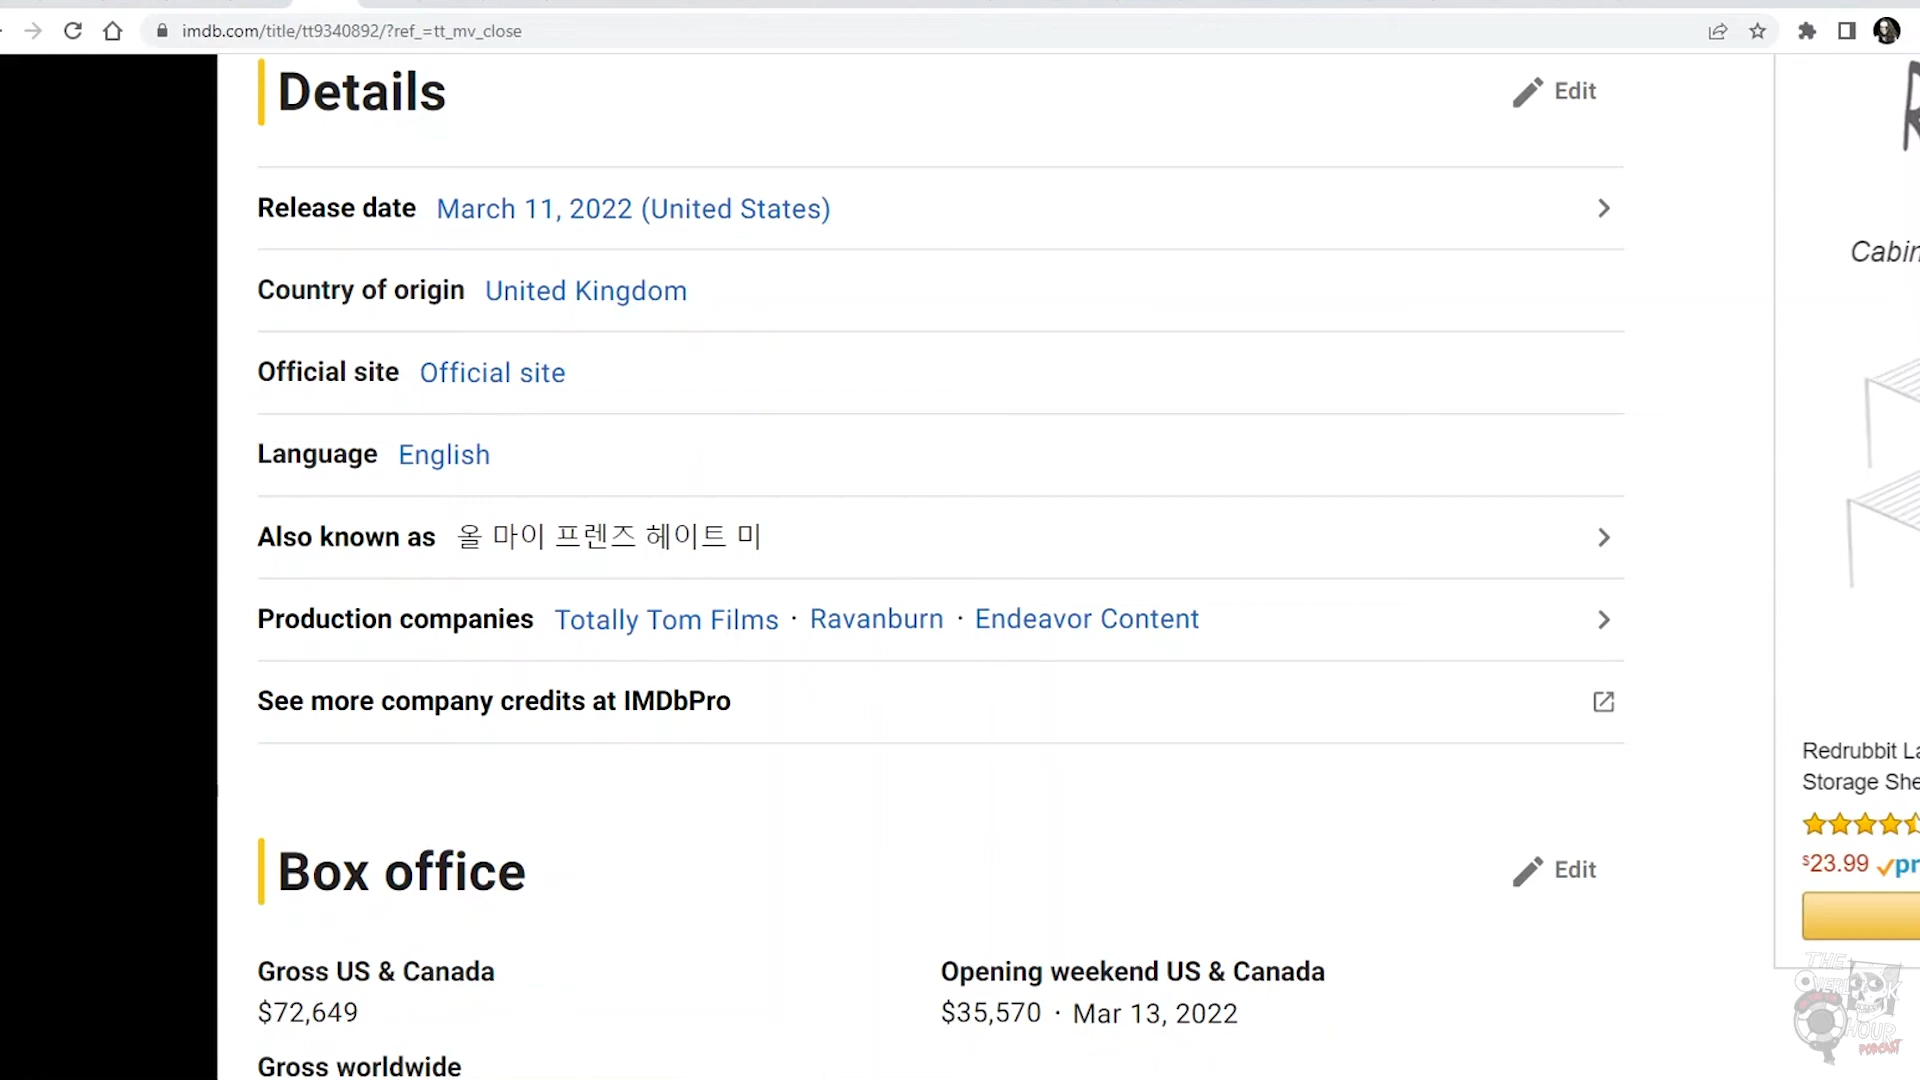 imdb.com/title/tt9340892/?ref_=tt_mv_close
Details
Edit
Release date March 11, 2022 (United States)
Country of origin United Kingdom
Official site Official site
Language English
Also known as 올 마이 프렌즈 헤이트 미
Production companies Totally Tom Films · Ravanburn · Endeavor Content
See more company credits at IMDbPro
Box office
Edit
Gross US & Canada
$72,649
Opening weekend US & Canada
$35,570 · Mar 13, 2022
Gross worldwide
Redrubbit
Storage
$23.99
THE
OVERLOOK
HOUR
PODCAST